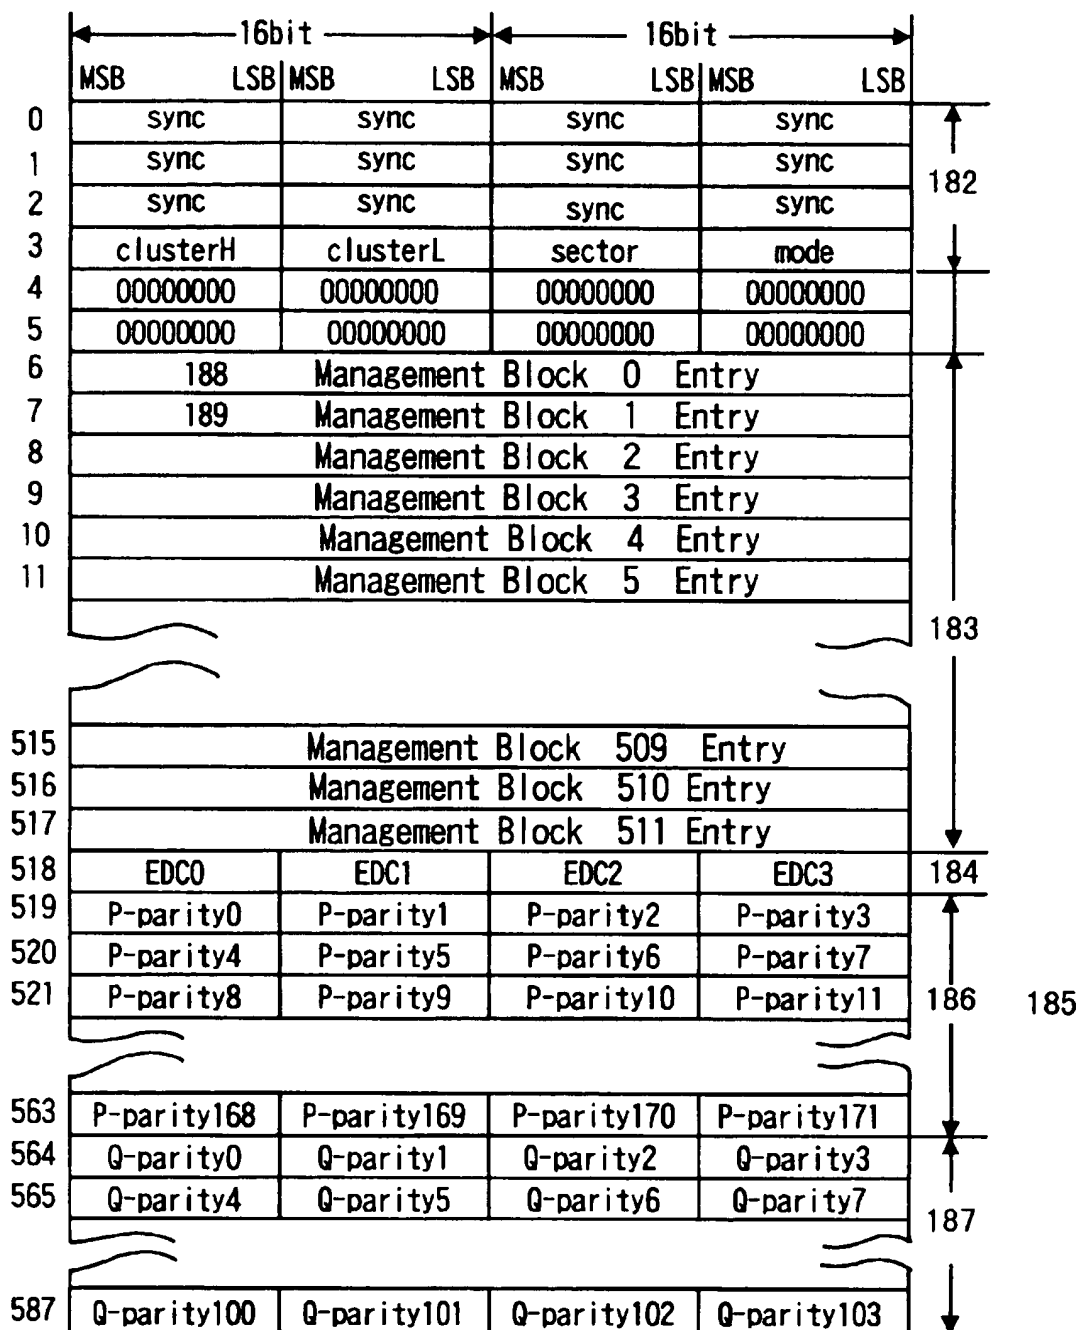 16bit 16bit
MSB LSB MSB LSB MSB LSB MSB LSB
0 sync sync sync sync
1 sync sync sync sync
182
2 sync sync sync sync
3 clusterH clusterL sector mode
4 00000000 00000000 00000000 00000000
5 00000000 00000000 00000000 00000000
6 188 Management Block 0 Entry
7 189 Management Block 1 Entry
8 Management Block 2 Entry
9 Management Block 3 Entry
10 Management Block 4 Entry
11 Management Block 5 Entry
183
515 Management Block 509 Entry
516 Management Block 510 Entry
517 Management Block 511 Entry
518 EDC0 EDC1 EDC2 EDC3 184
519 P-parity0 P-parity1 P-parity2 P-parity3
520 P-parity4 P-parity5 P-parity6 P-parity7
521 P-parity8 P-parity9 P-parity10 P-parity11 186 185
563 P-parity168 P-parity169 P-parity170 P-parity171
564 Q-parity0 Q-parity1 Q-parity2 Q-parity3
565 Q-parity4 Q-parity5 Q-parity6 Q-parity7
187
587 Q-parity100 Q-parity101 Q-parity102 Q-parity103